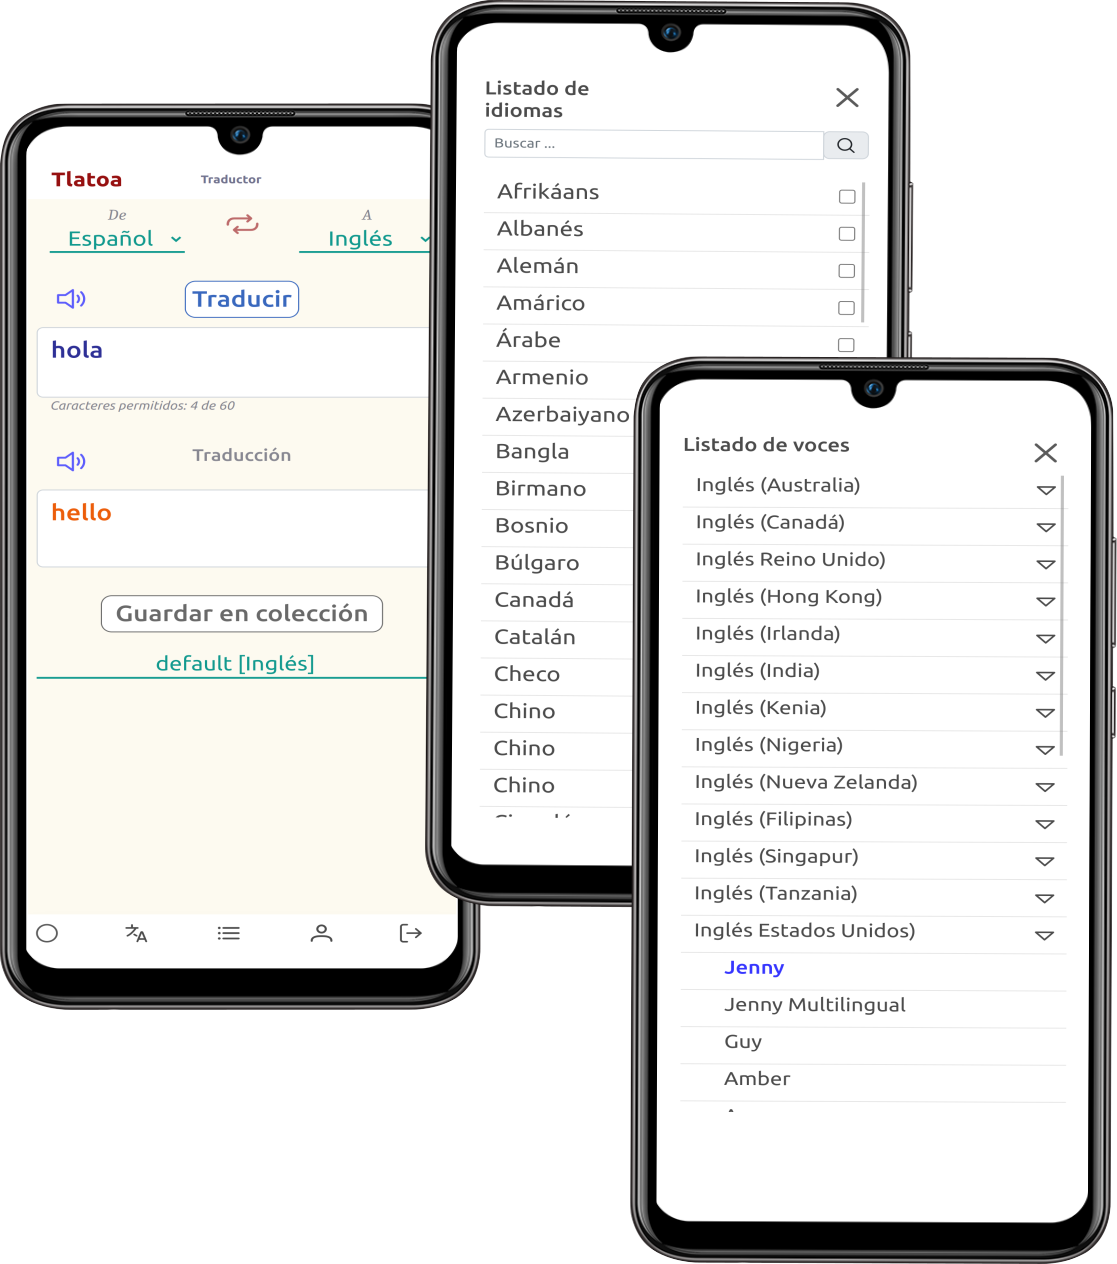 Tlatoa
Traductor
De
A
Español
Inglés
Traducir
hola
Caracteres permitidos: 4 de 60
Traducción
hello
Guardar en colección
default [Inglés]
Listado de
idiomas
Buscar ...
Afrikáans
Albanés
Alemán
Amárico
Árabe
Armenio
Azerbaiyano
Bangla
Birmano
Bosnio
Búlgaro
Canadá
Catalán
Checo
Chino
Chino
Chino
Listado de voces
Inglés (Australia)
Inglés (Canadá)
Inglés Reino Unido)
Inglés (Hong Kong)
Inglés (Irlanda)
Inglés (India)
Inglés (Kenia)
Inglés (Nigeria)
Inglés (Nueva Zelanda)
Inglés (Filipinas)
Inglés (Singapur)
Inglés (Tanzania)
Inglés Estados Unidos)
Jenny
Jenny Multilingual
Guy
Amber